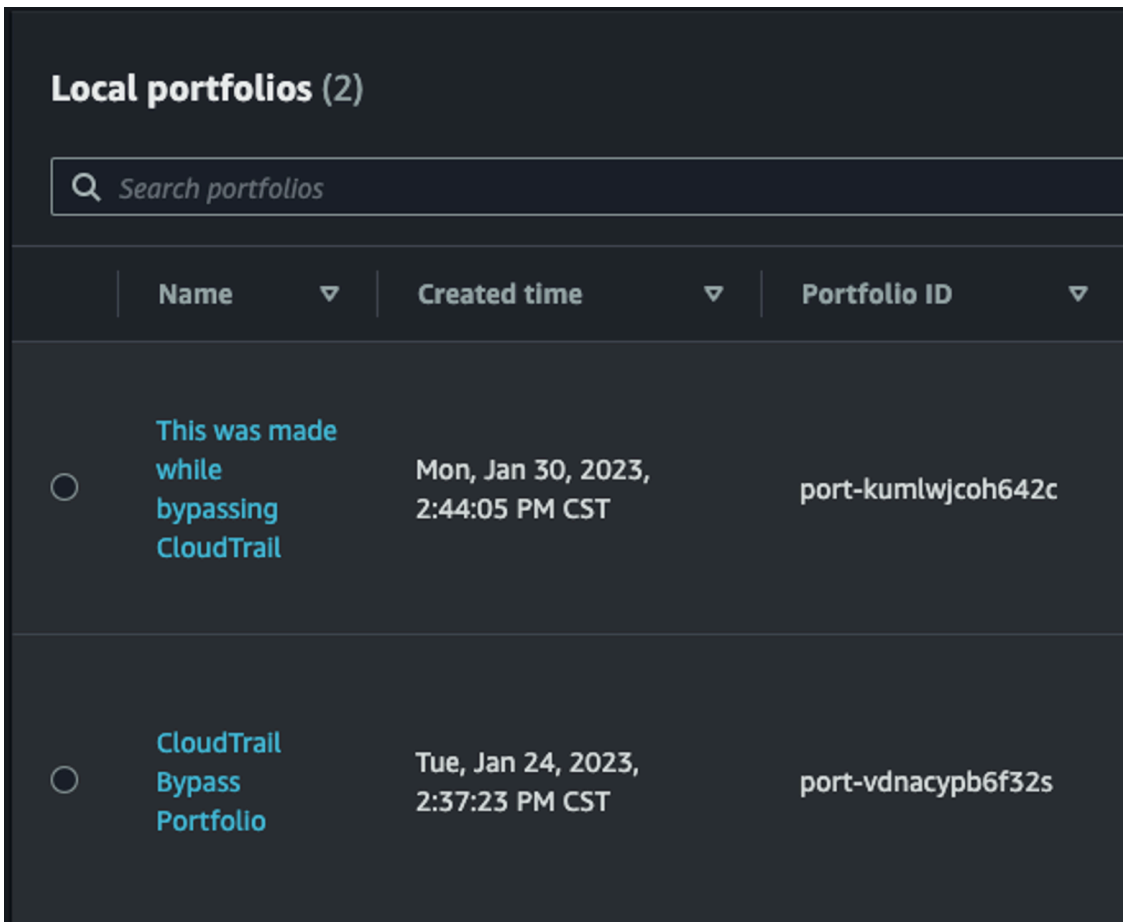 Local portfolios (2)
Search portfolios
Name
Created time
Portfolio ID
This was made
while
bypassing
CloudTrail
Mon, Jan 30, 2023,
2:44:05 PM CST
port-kumlwjcoh642c
CloudTrail
Bypass
Portfolio
Tue, Jan 24, 2023,
2:37:23 PM CST
port-vdnacypb6f32s